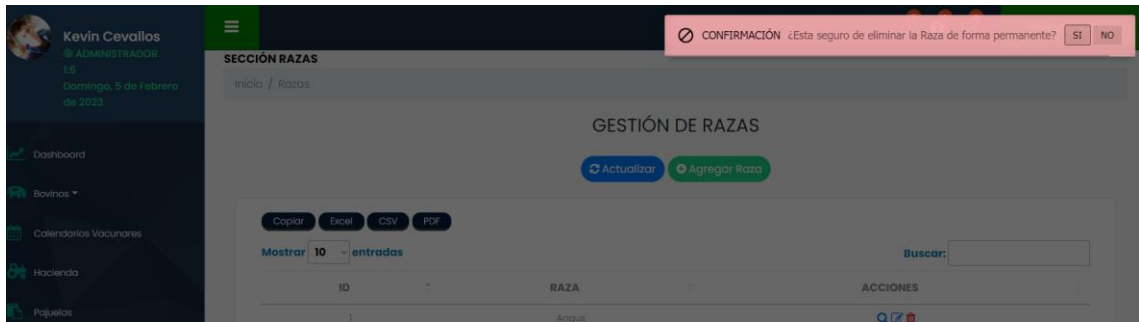 Kevin Cevallos
ADMINISTRADOR
1:6
Domingo, 5 de Febrero
de 2023
Dashboard
Bovinos
Calendarios Vacunares
Hacienda
Pajuelas
CONFIRMACIÓN ¿Esta seguro de eliminar la Raza de forma permanente? SI NO
SECCIÓN RAZAS
Inicio / Razas
GESTIÓN DE RAZAS
Actualizar Agregar Raza
Copiar Excel CSV PDF
Mostrar 10 entradas Buscar:
ID RAZA ACCIONES
1 Angus